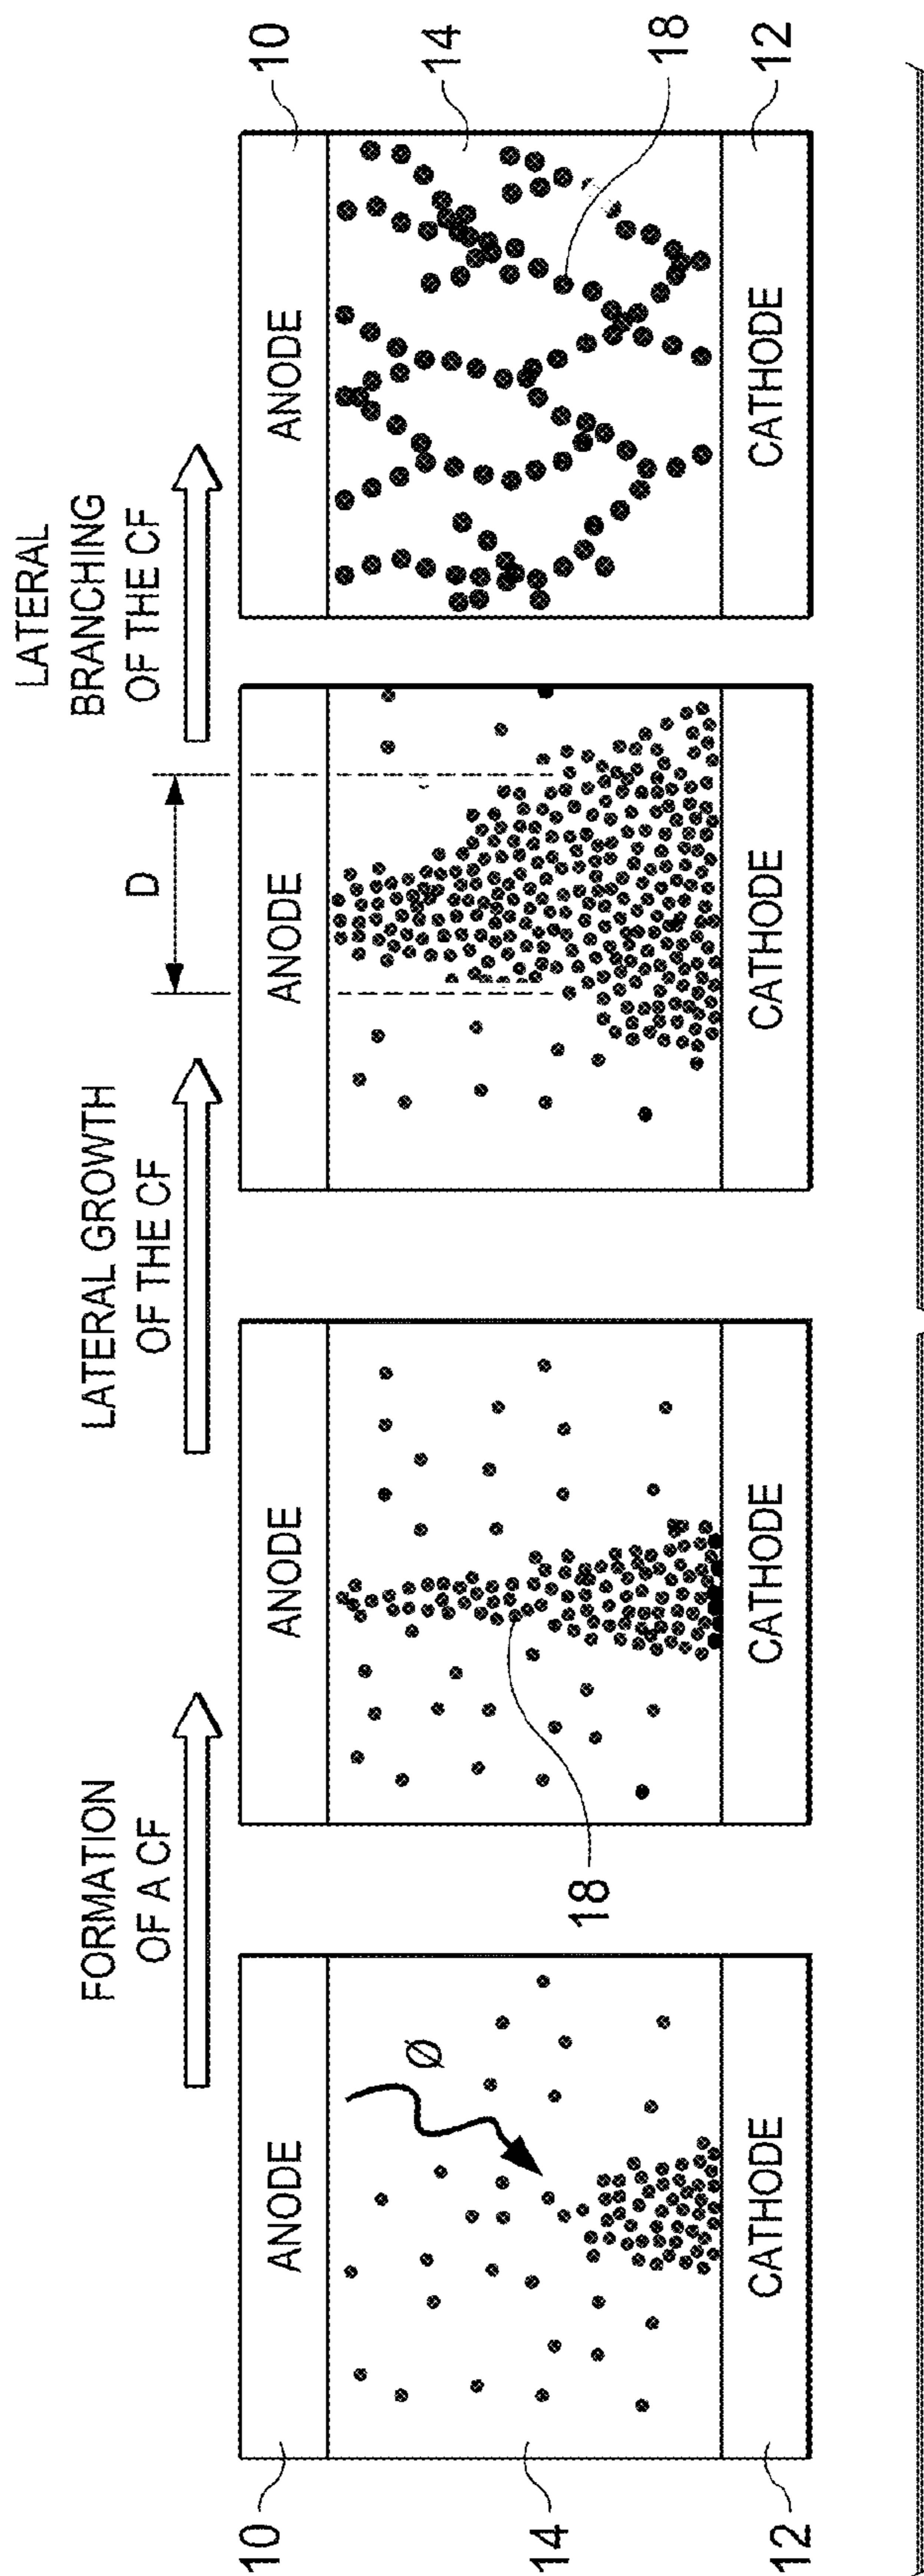 FORMATION
OF A CF
LATERAL GROWTH
OF THE CF
LATERAL
BRANCHING
OF THE CF
D
10
ANODE
ANODE
ANODE
ANODE
10
Ø
14
14
18
18
12
CATHODE
CATHODE
CATHODE
CATHODE
12